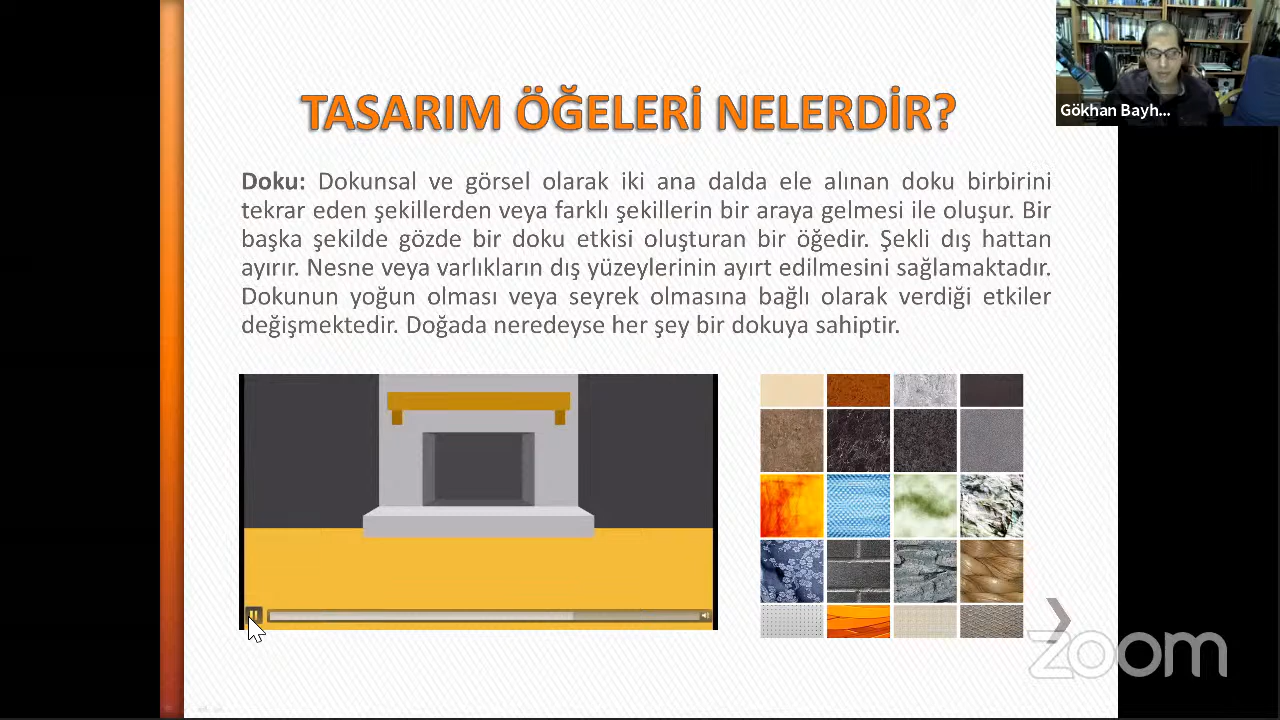 TASARIM ÖĞELERİ NELERDİR?
Gökhan Bayh...
Doku: Dokunsal ve görsel olarak iki ana dalda ele alınan doku birbirini
tekrar eden şekillerden veya farklı şekillerin bir araya gelmesi ile oluşur. Bir
başka şekilde gözde bir doku etkisi oluşturan bir öğedir. Şekli dış hattan
ayırır. Nesne veya varlıkların dış yüzeylerinin ayırt edilmesini sağlamaktadır.
Dokunun yoğun olması veya seyrek olmasına bağlı olarak verdiği etkiler
değişmektedir. Doğada neredeyse her şey bir dokuya sahiptir.
zoom